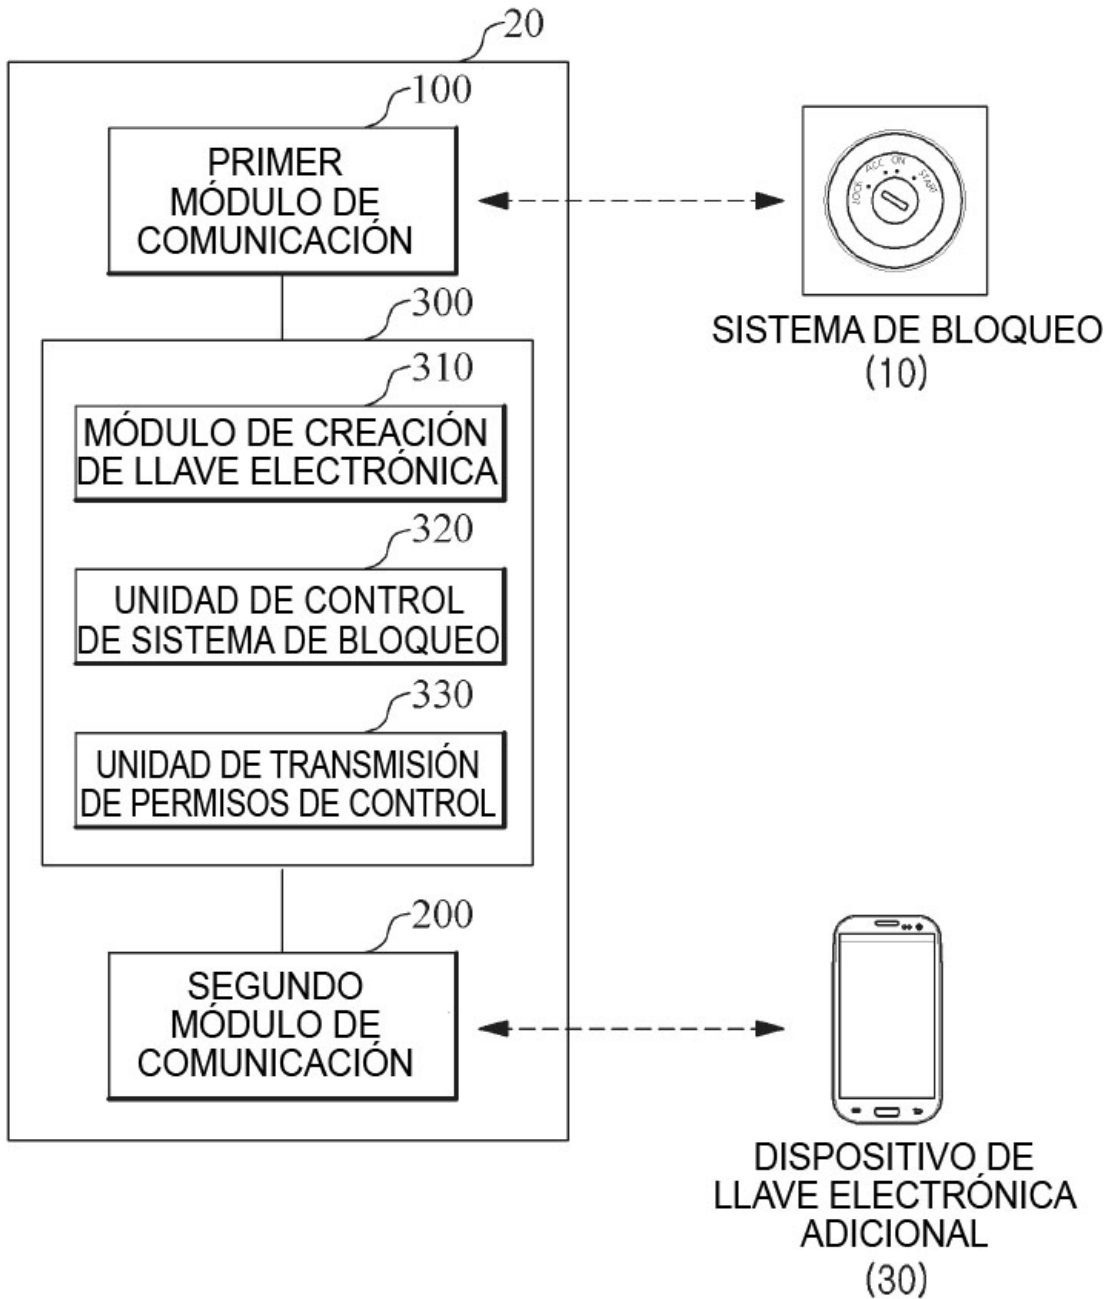 20
100
PRIMER
MÓDULO DE
COMUNICACIÓN
LOCK ACC ON START
SISTEMA DE BLOQUEO
(10)
300
310
MÓDULO DE CREACIÓN
DE LLAVE ELECTRÓNICA
320
UNIDAD DE CONTROL
DE SISTEMA DE BLOQUEO
330
UNIDAD DE TRANSMISIÓN
DE PERMISOS DE CONTROL
200
SEGUNDO
MÓDULO DE
COMUNICACIÓN
DISPOSITIVO DE
LLAVE ELECTRÓNICA
ADICIONAL
(30)